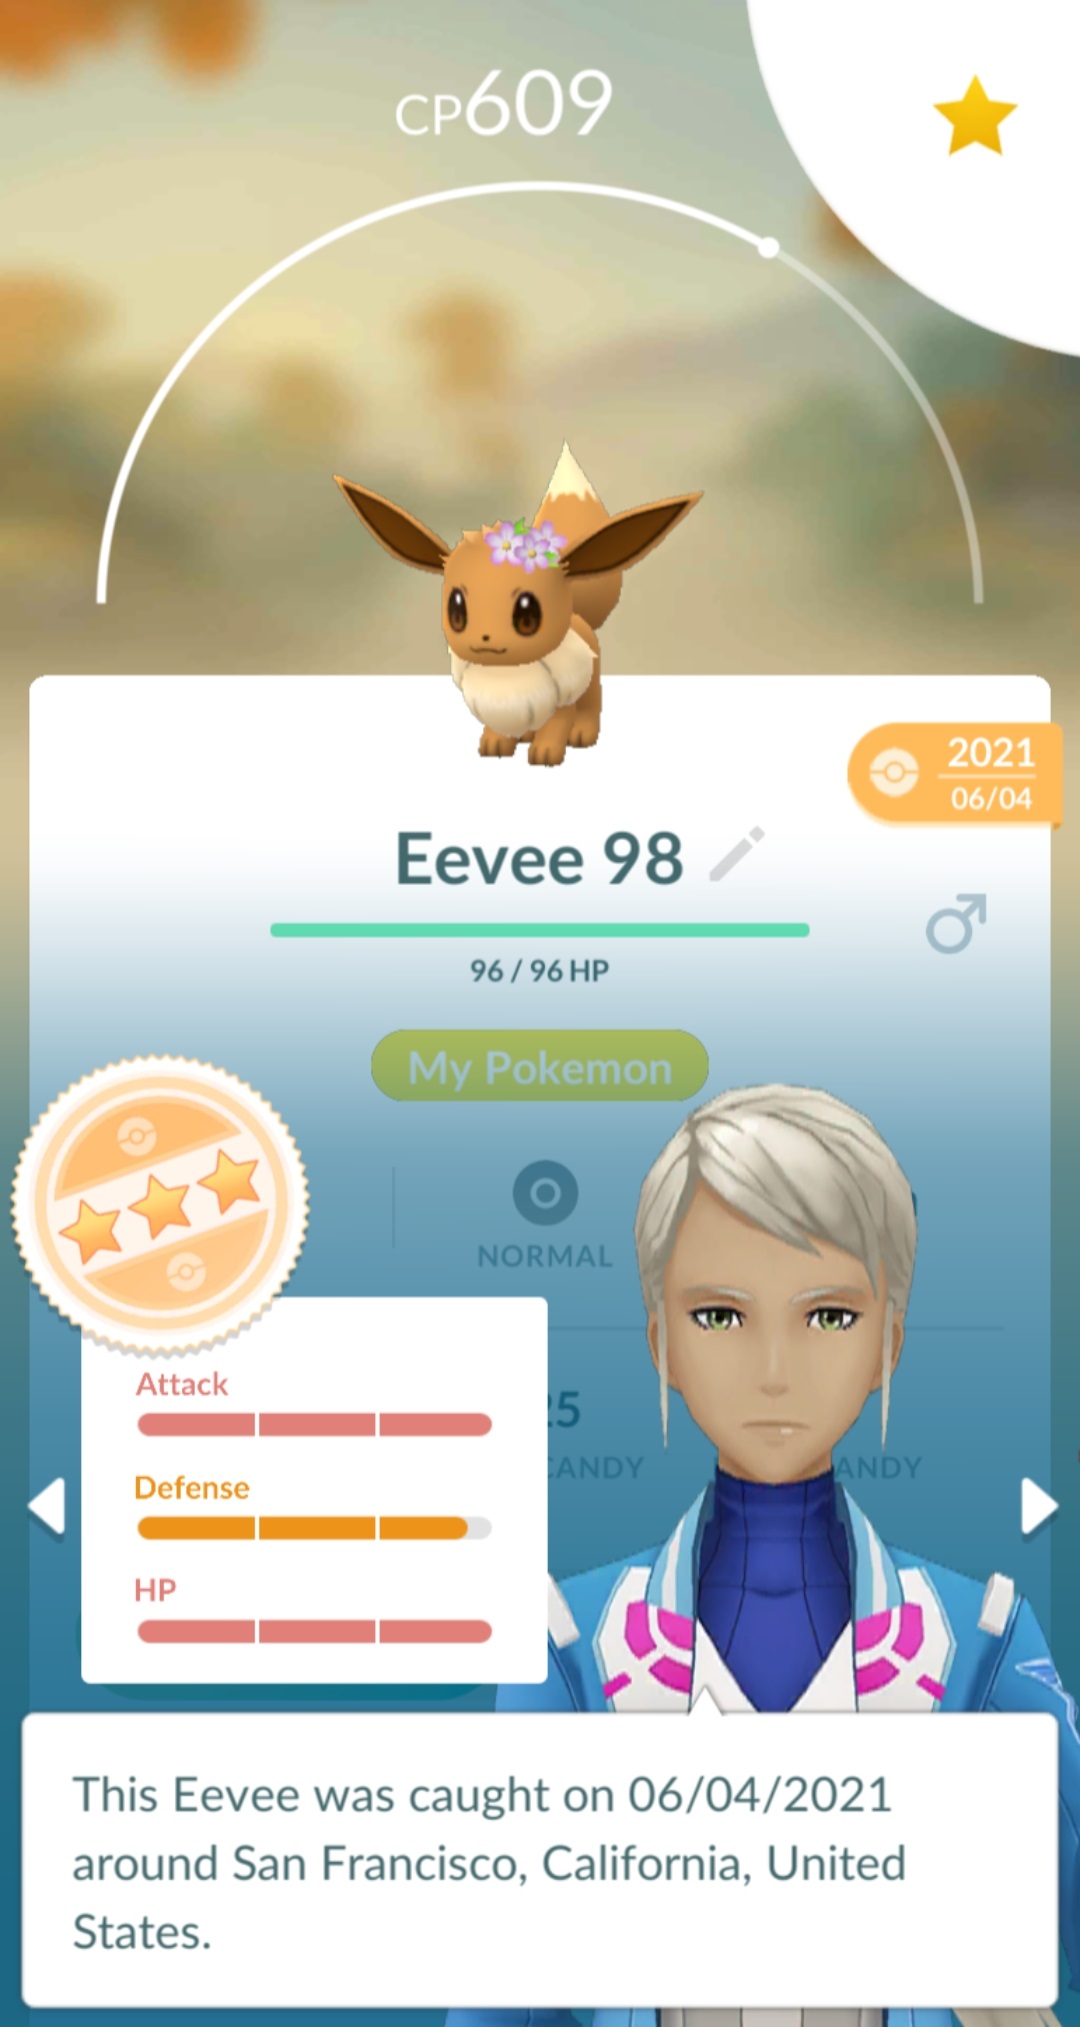 CP609
2021
06/04
Eevee 98
96 / 96 HP
My Pokemon
NORMAL
Attack
Defense
HP
This Eevee was caught on 06/04/2021
around San Francisco, California, United
States.